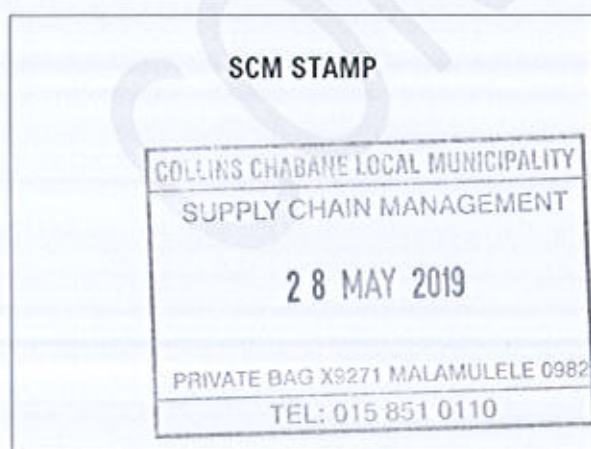 SCM STAMP
COLLINS CHABANE LOCAL MUNICIPALITY
SUPPLY CHAIN MANAGEMENT
28 MAY 2019
PRIVATE BAG X9271 MALAMULELE 0982
TEL: 015 851 0110